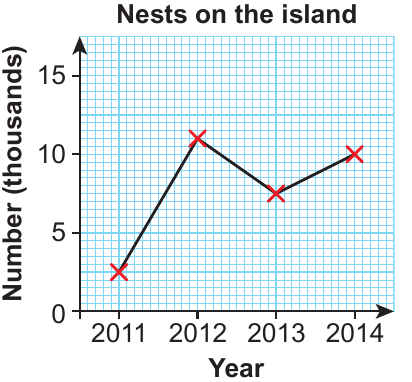 Nests on the island
Number (thousands)
15
10
5
0
2011 2012 2013 2014
Year